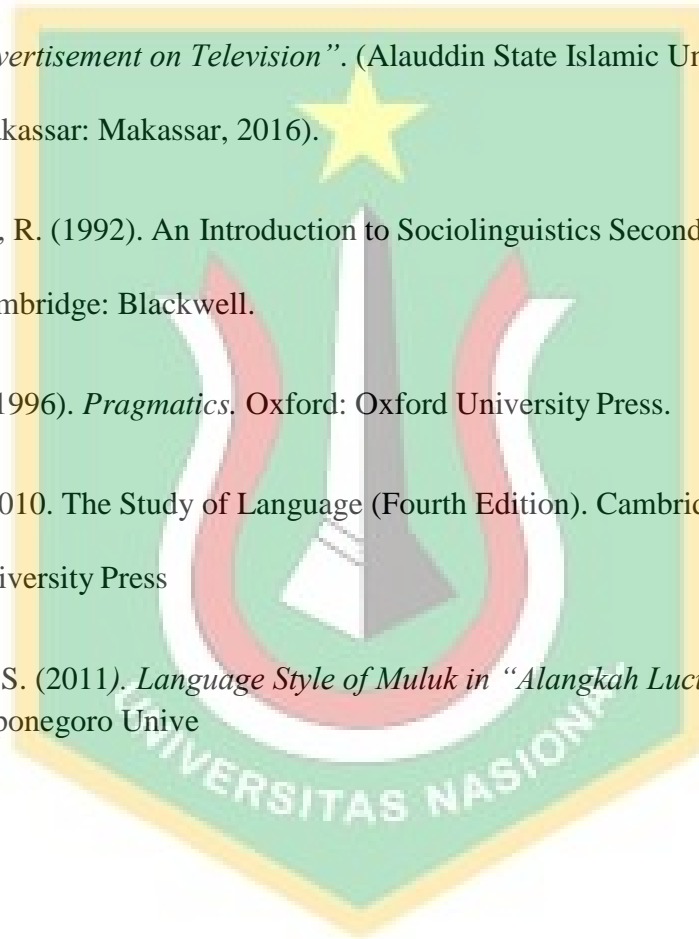 vertisement on Television”. (Alauddin State Islamic Un
kassar: Makassar, 2016).
, R. (1992). An Introduction to Sociolinguistics Second
mbridge: Blackwell.
1996). Pragmatics. Oxford: Oxford University Press.
010. The Study of Language (Fourth Edition). Cambrid
iversity Press
S. (2011). Language Style of Muluk in “Alangkah Luci
ponegoro Unive
UNIVERSITAS NASIONAL